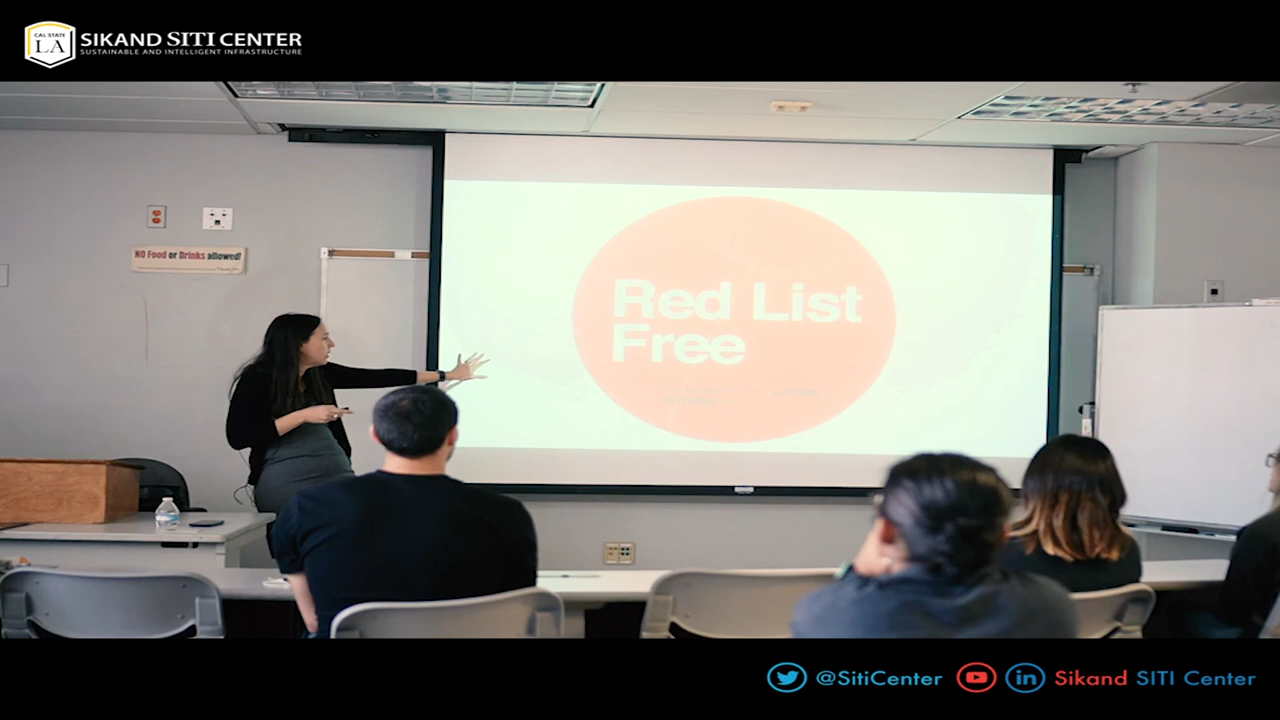 CAL STATE
LA
SIKAND SITI CENTER
SUSTAINABLE AND INTELLIGENT INFRASTRUCTURE
NO Food or Drinks allowed!
Red List
Free
@SitiCenter
Sikand SITI Center